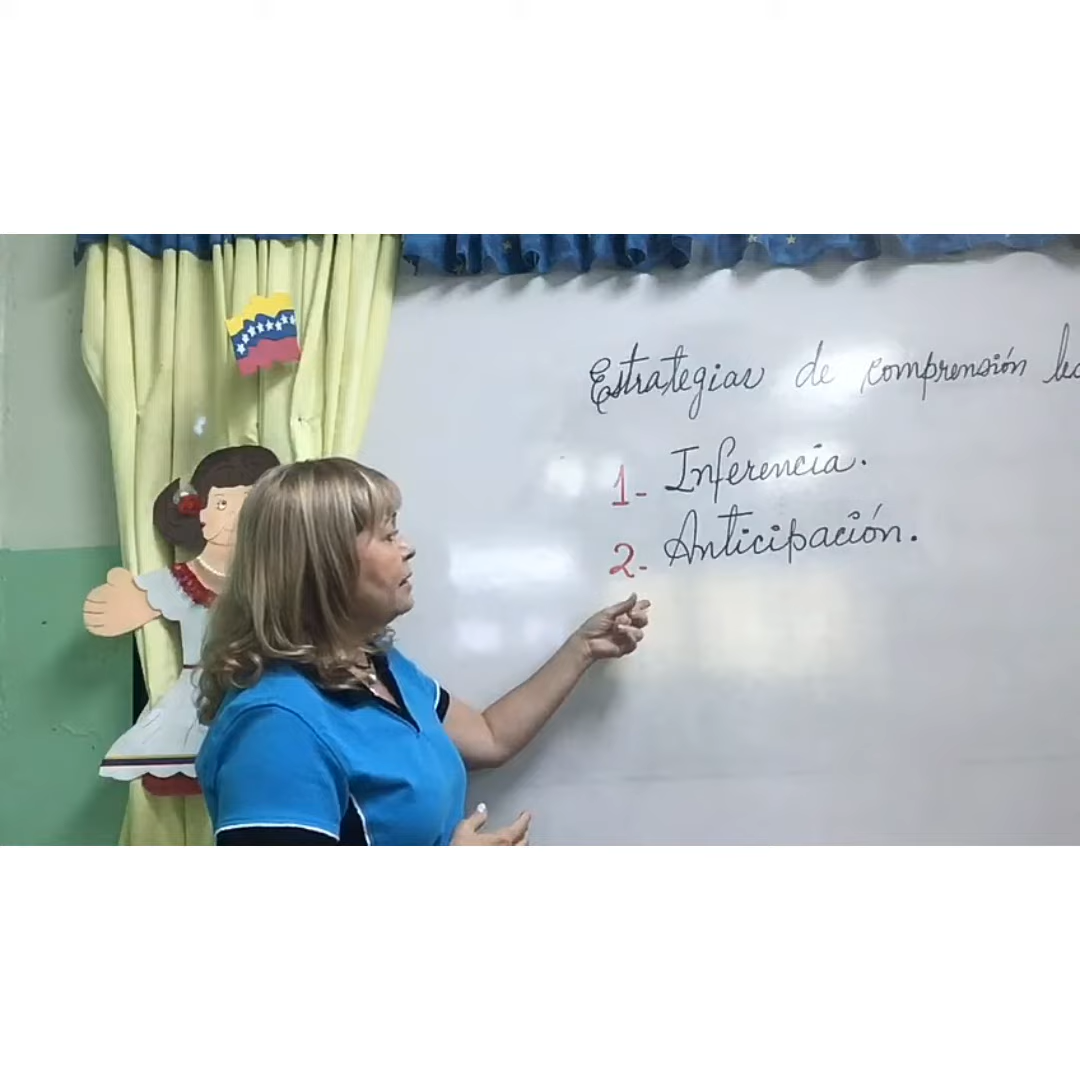 Estrategias de comprensión
1- Inferencia.
2- Anticipación.